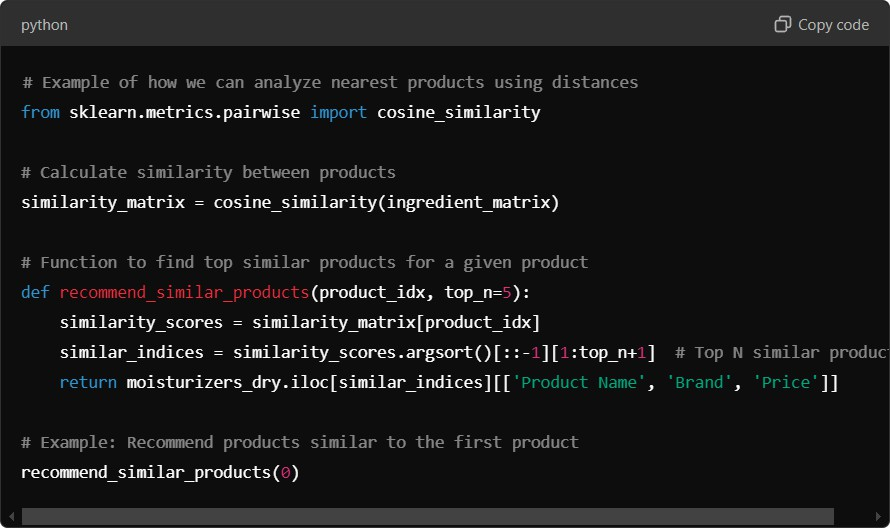 python
Copy code
# Example of how we can analyze nearest products using distances
from sklearn.metrics.pairwise import cosine_similarity
# Calculate similarity between products
similarity_matrix = cosine_similarity(ingredient_matrix)
# Function to find top similar products for a given product
def recommend_similar_products(product_idx, top_n=5):
    similarity_scores = similarity_matrix[product_idx]
    similar_indices = similarity_scores.argsort()[::-1][1:top_n+1]  # Top N similar
    return moisturizers_dry.iloc[similar_indices][['Product Name', 'Brand', 'Price']]
# Example: Recommend products similar to the first product
recommend_similar_products(0)